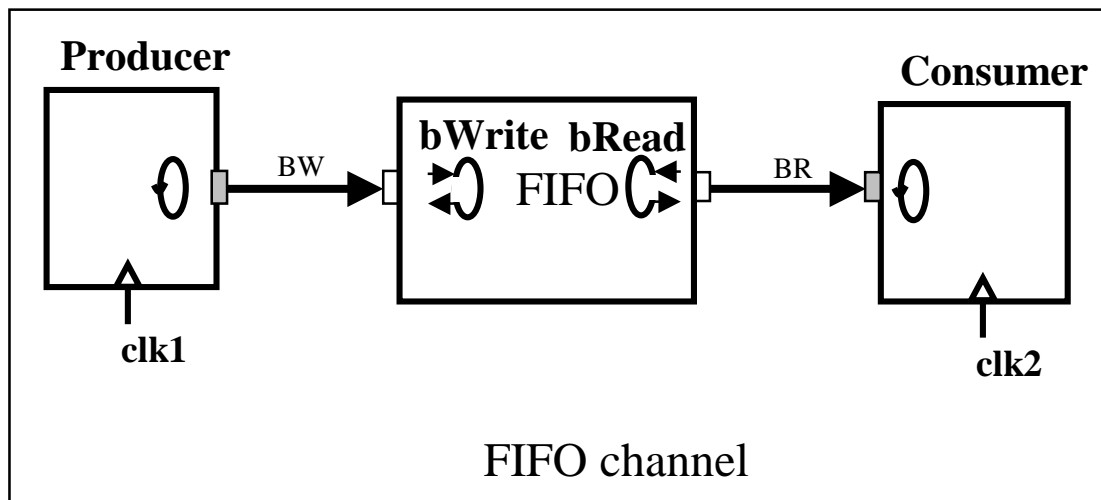 Producer
Consumer
bWrite bRead
BW
FIFO
BR
clk1
clk2
FIFO channel